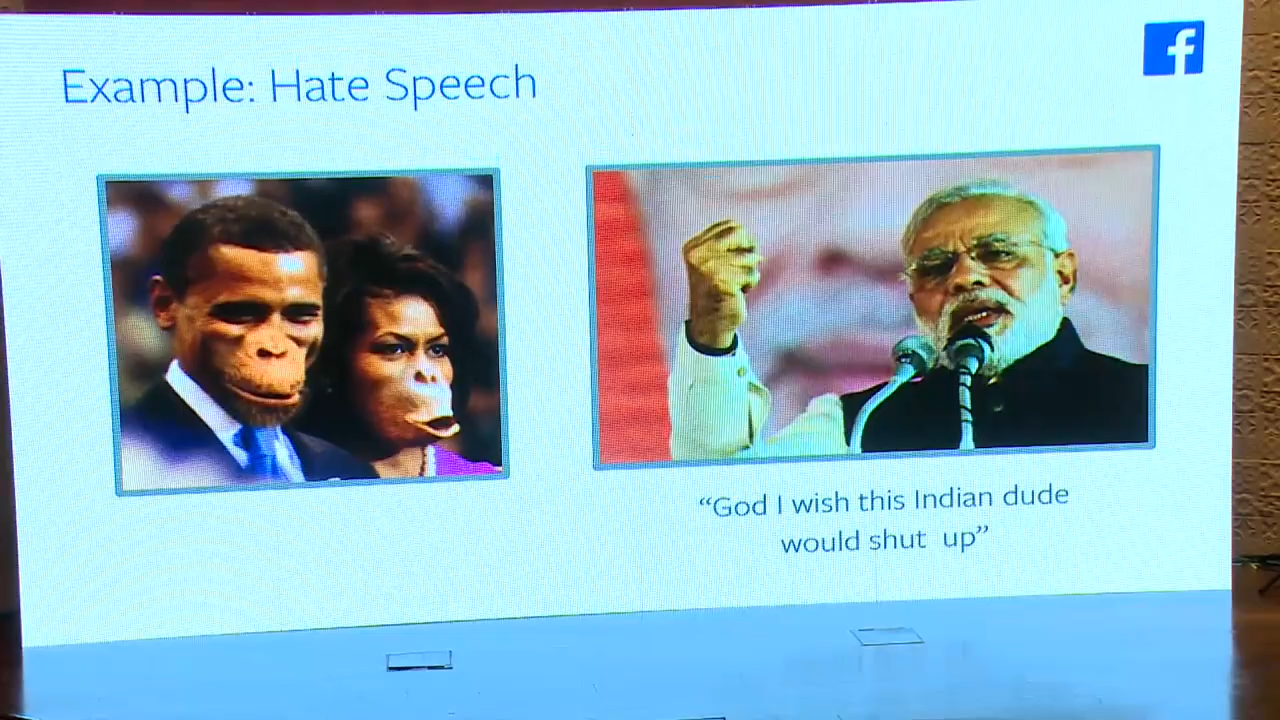 Example: Hate Speech
f
“God I wish this Indian dude
would shut up”